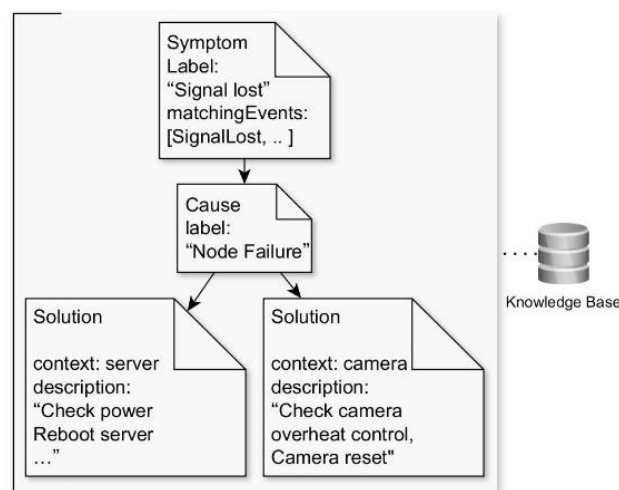 Symptom
Label:
“Signal lost”
matchingEvents:
[SignalLost, .. ]
Cause
label:
“Node Failure”
Solution
context: server
description:
“Check power
Reboot server
…”
Solution
context: camera
description:
“Check camera
overheat control,
Camera reset"
Knowledge Base